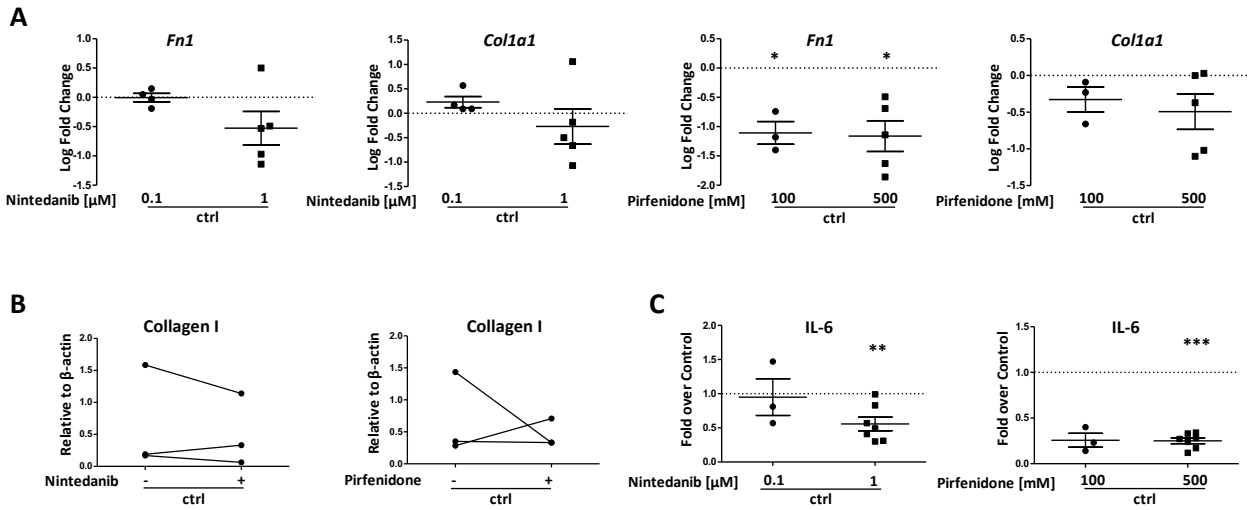 A
Fn1
Log Fold Change
1.0
0.5
0.0
-0.5
-1.0
-1.5
Nintedanib [μM] 0.1 1
ctrl
Col1a1
Log Fold Change
1.5
1.0
0.5
0.0
-0.5
-1.0
-1.5
Nintedanib [μM] 0.1 1
ctrl
Fn1
Log Fold Change
0.5
0.0
-0.5
-1.0
-1.5
-2.0
* *
Pirfenidone [mM] 100 500
ctrl
Col1a1
Log Fold Change
0.5
0.0
-0.5
-1.0
-1.5
Pirfenidone [mM] 100 500
ctrl
B
Collagen I
Relative to β-actin
2.0
1.5
1.0
0.5
0.0
Nintedanib - +
ctrl
Collagen I
Relative to β-actin
2.0
1.5
1.0
0.5
0.0
Pirfenidone - +
ctrl
C
IL-6
Fold over Control
2.0
1.5
1.0
0.5
0.0
**
Nintedanib [μM] 0.1 1
ctrl
IL-6
Fold over Control
1.5
1.0
0.5
0.0
***
Pirfenidone [mM] 100 500
ctrl